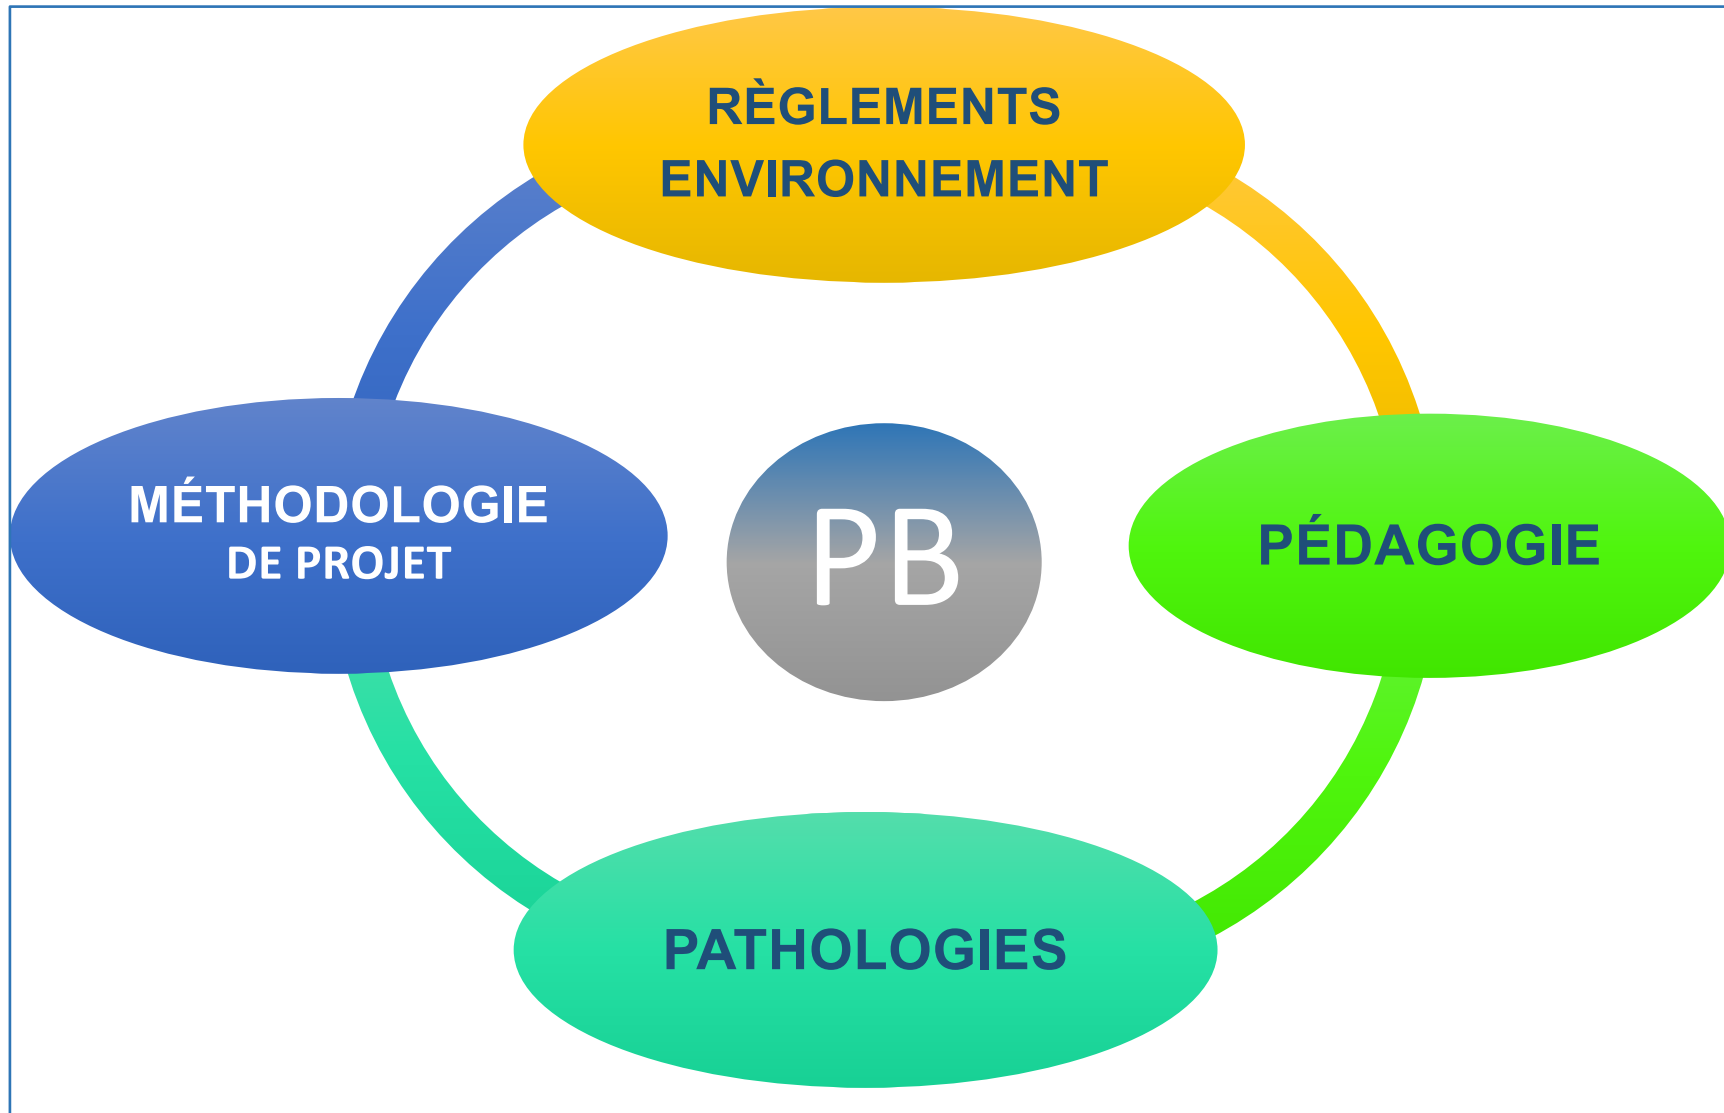 RÈGLEMENTS
ENVIRONNEMENT
MÉTHODOLOGIE
DE PROJET
PB
PÉDAGOGIE
PATHOLOGIES